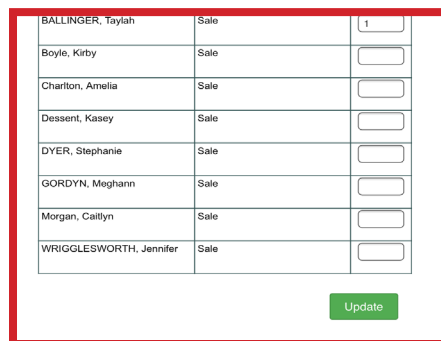 BALLINGER, Taylah Sale 1
Boyle, Kirby Sale
Charlton, Amelia Sale
Dessent, Kasey Sale
DYER, Stephanie Sale
GORDYN, Meghann Sale
Morgan, Caitlyn Sale
WRIGGLESWORTH, Jennifer Sale
Update